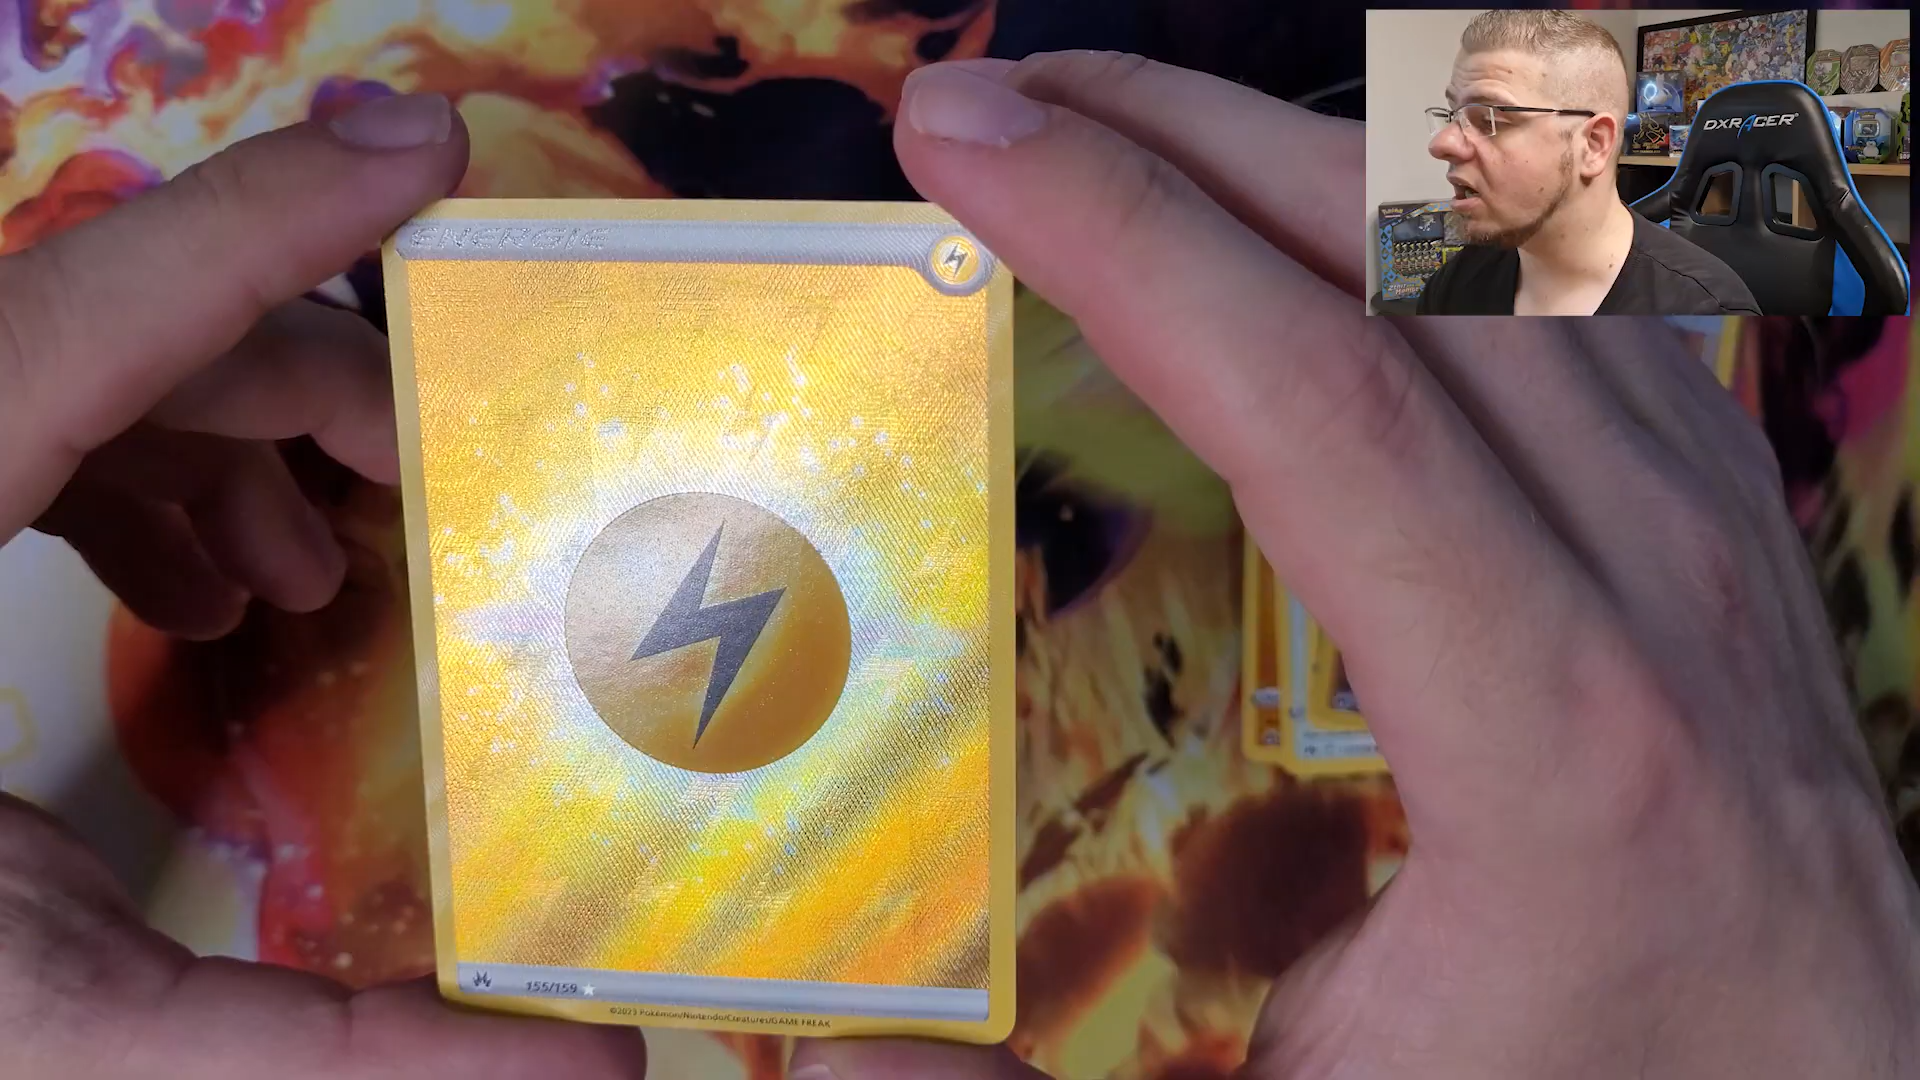 ENERGIE
155/159
©2023 Pokémon/Nintendo/Creatures/GAME FREAK
DXRACER